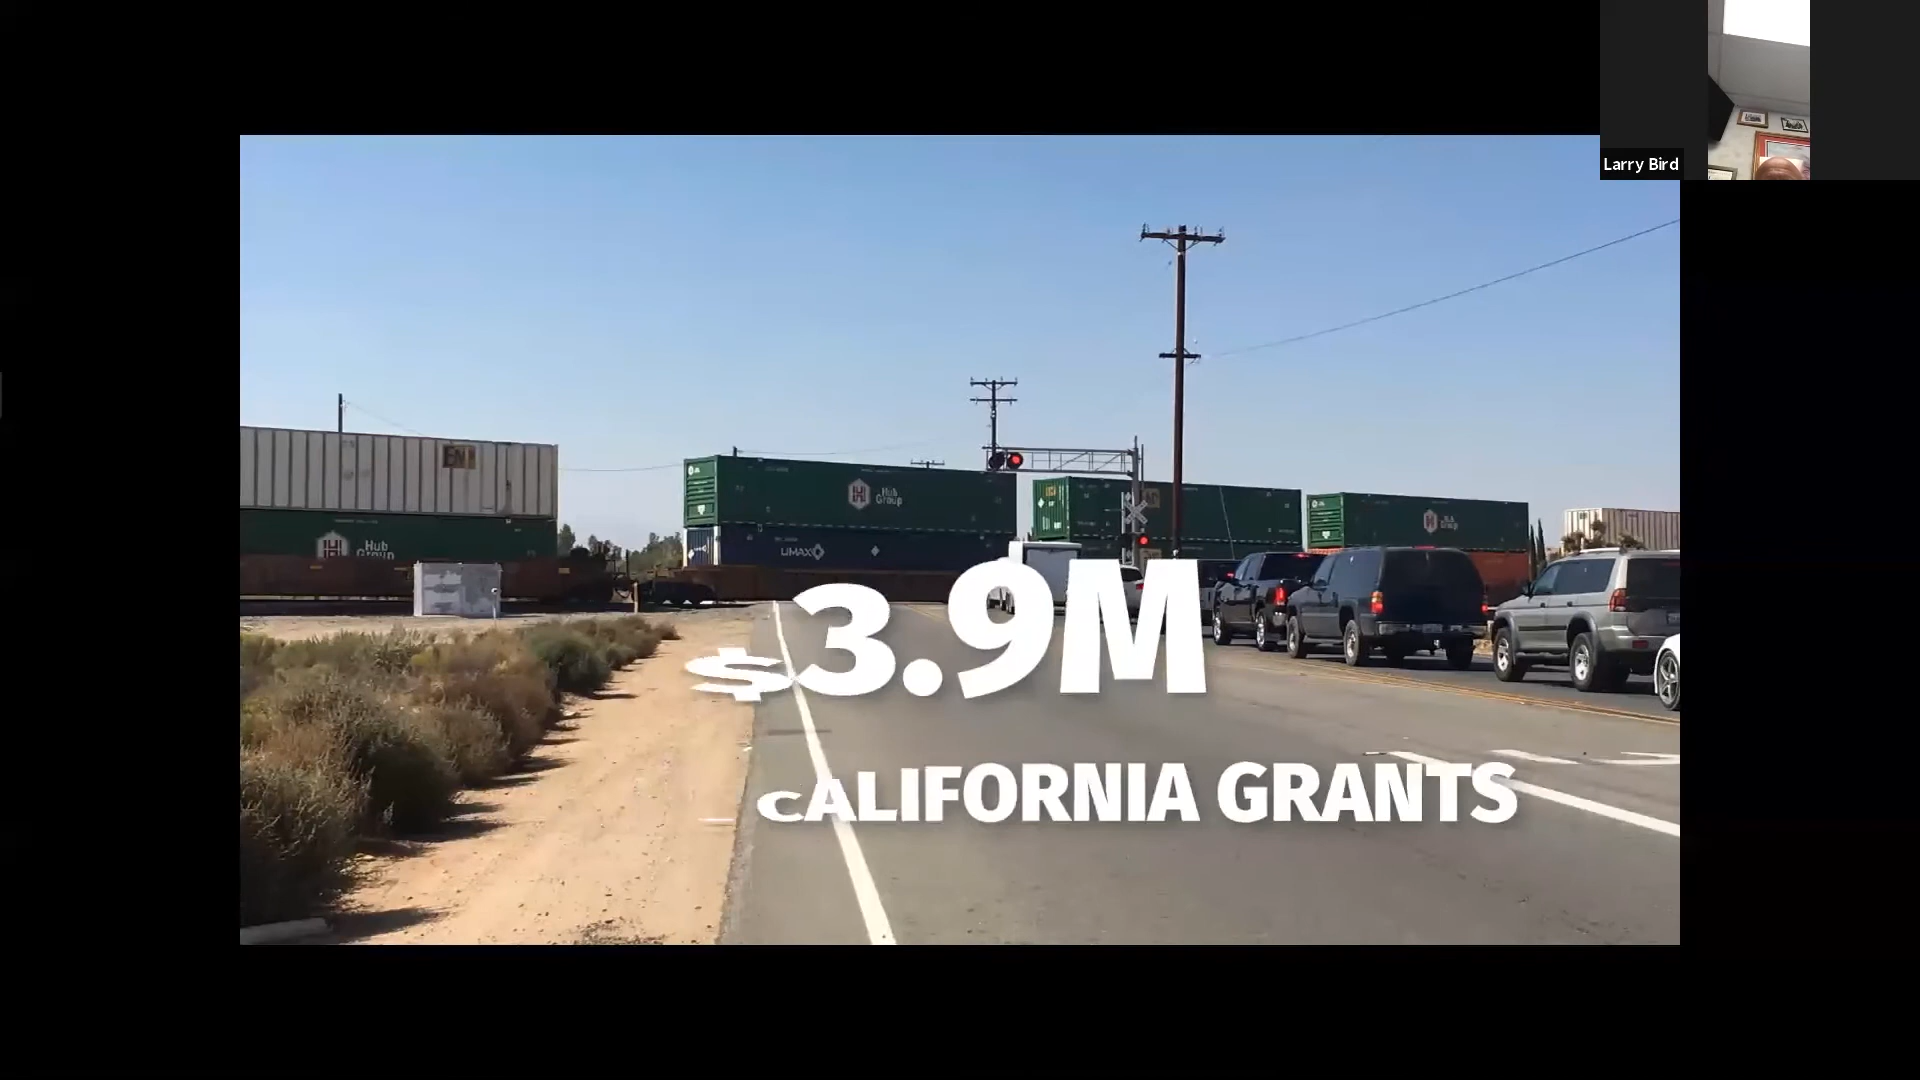 Larry Bird
Hub
Group
Hub
Group
UMAX
$3.9M
CALIFORNIA GRANTS